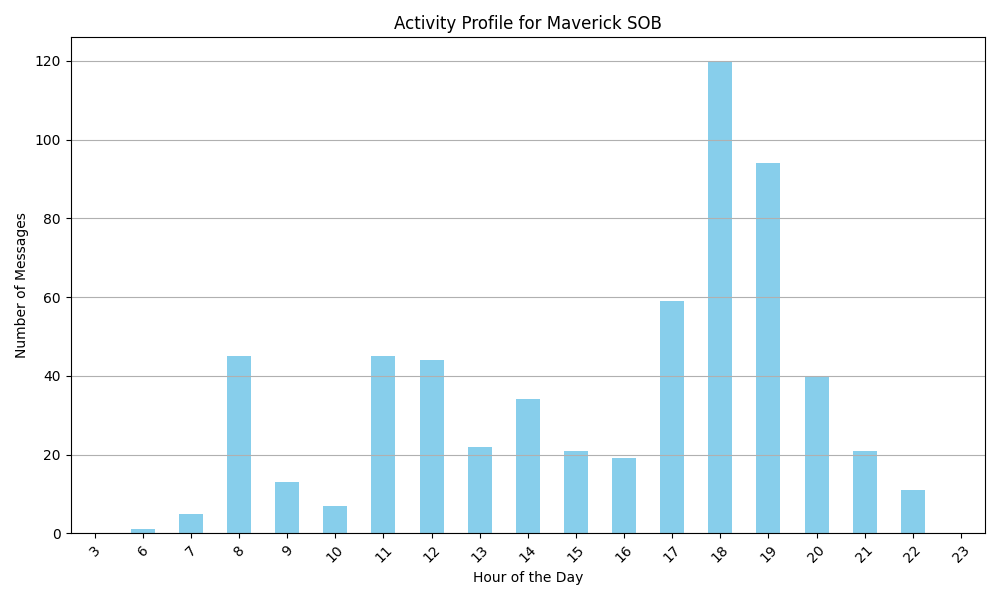 Activity Profile for Maverick SOB
Number of Messages
120
100
80
60
40
20
0
3 6 7 8 9 10 11 12 13 14 15 16 17 18 19 20 21 22 23
Hour of the Day